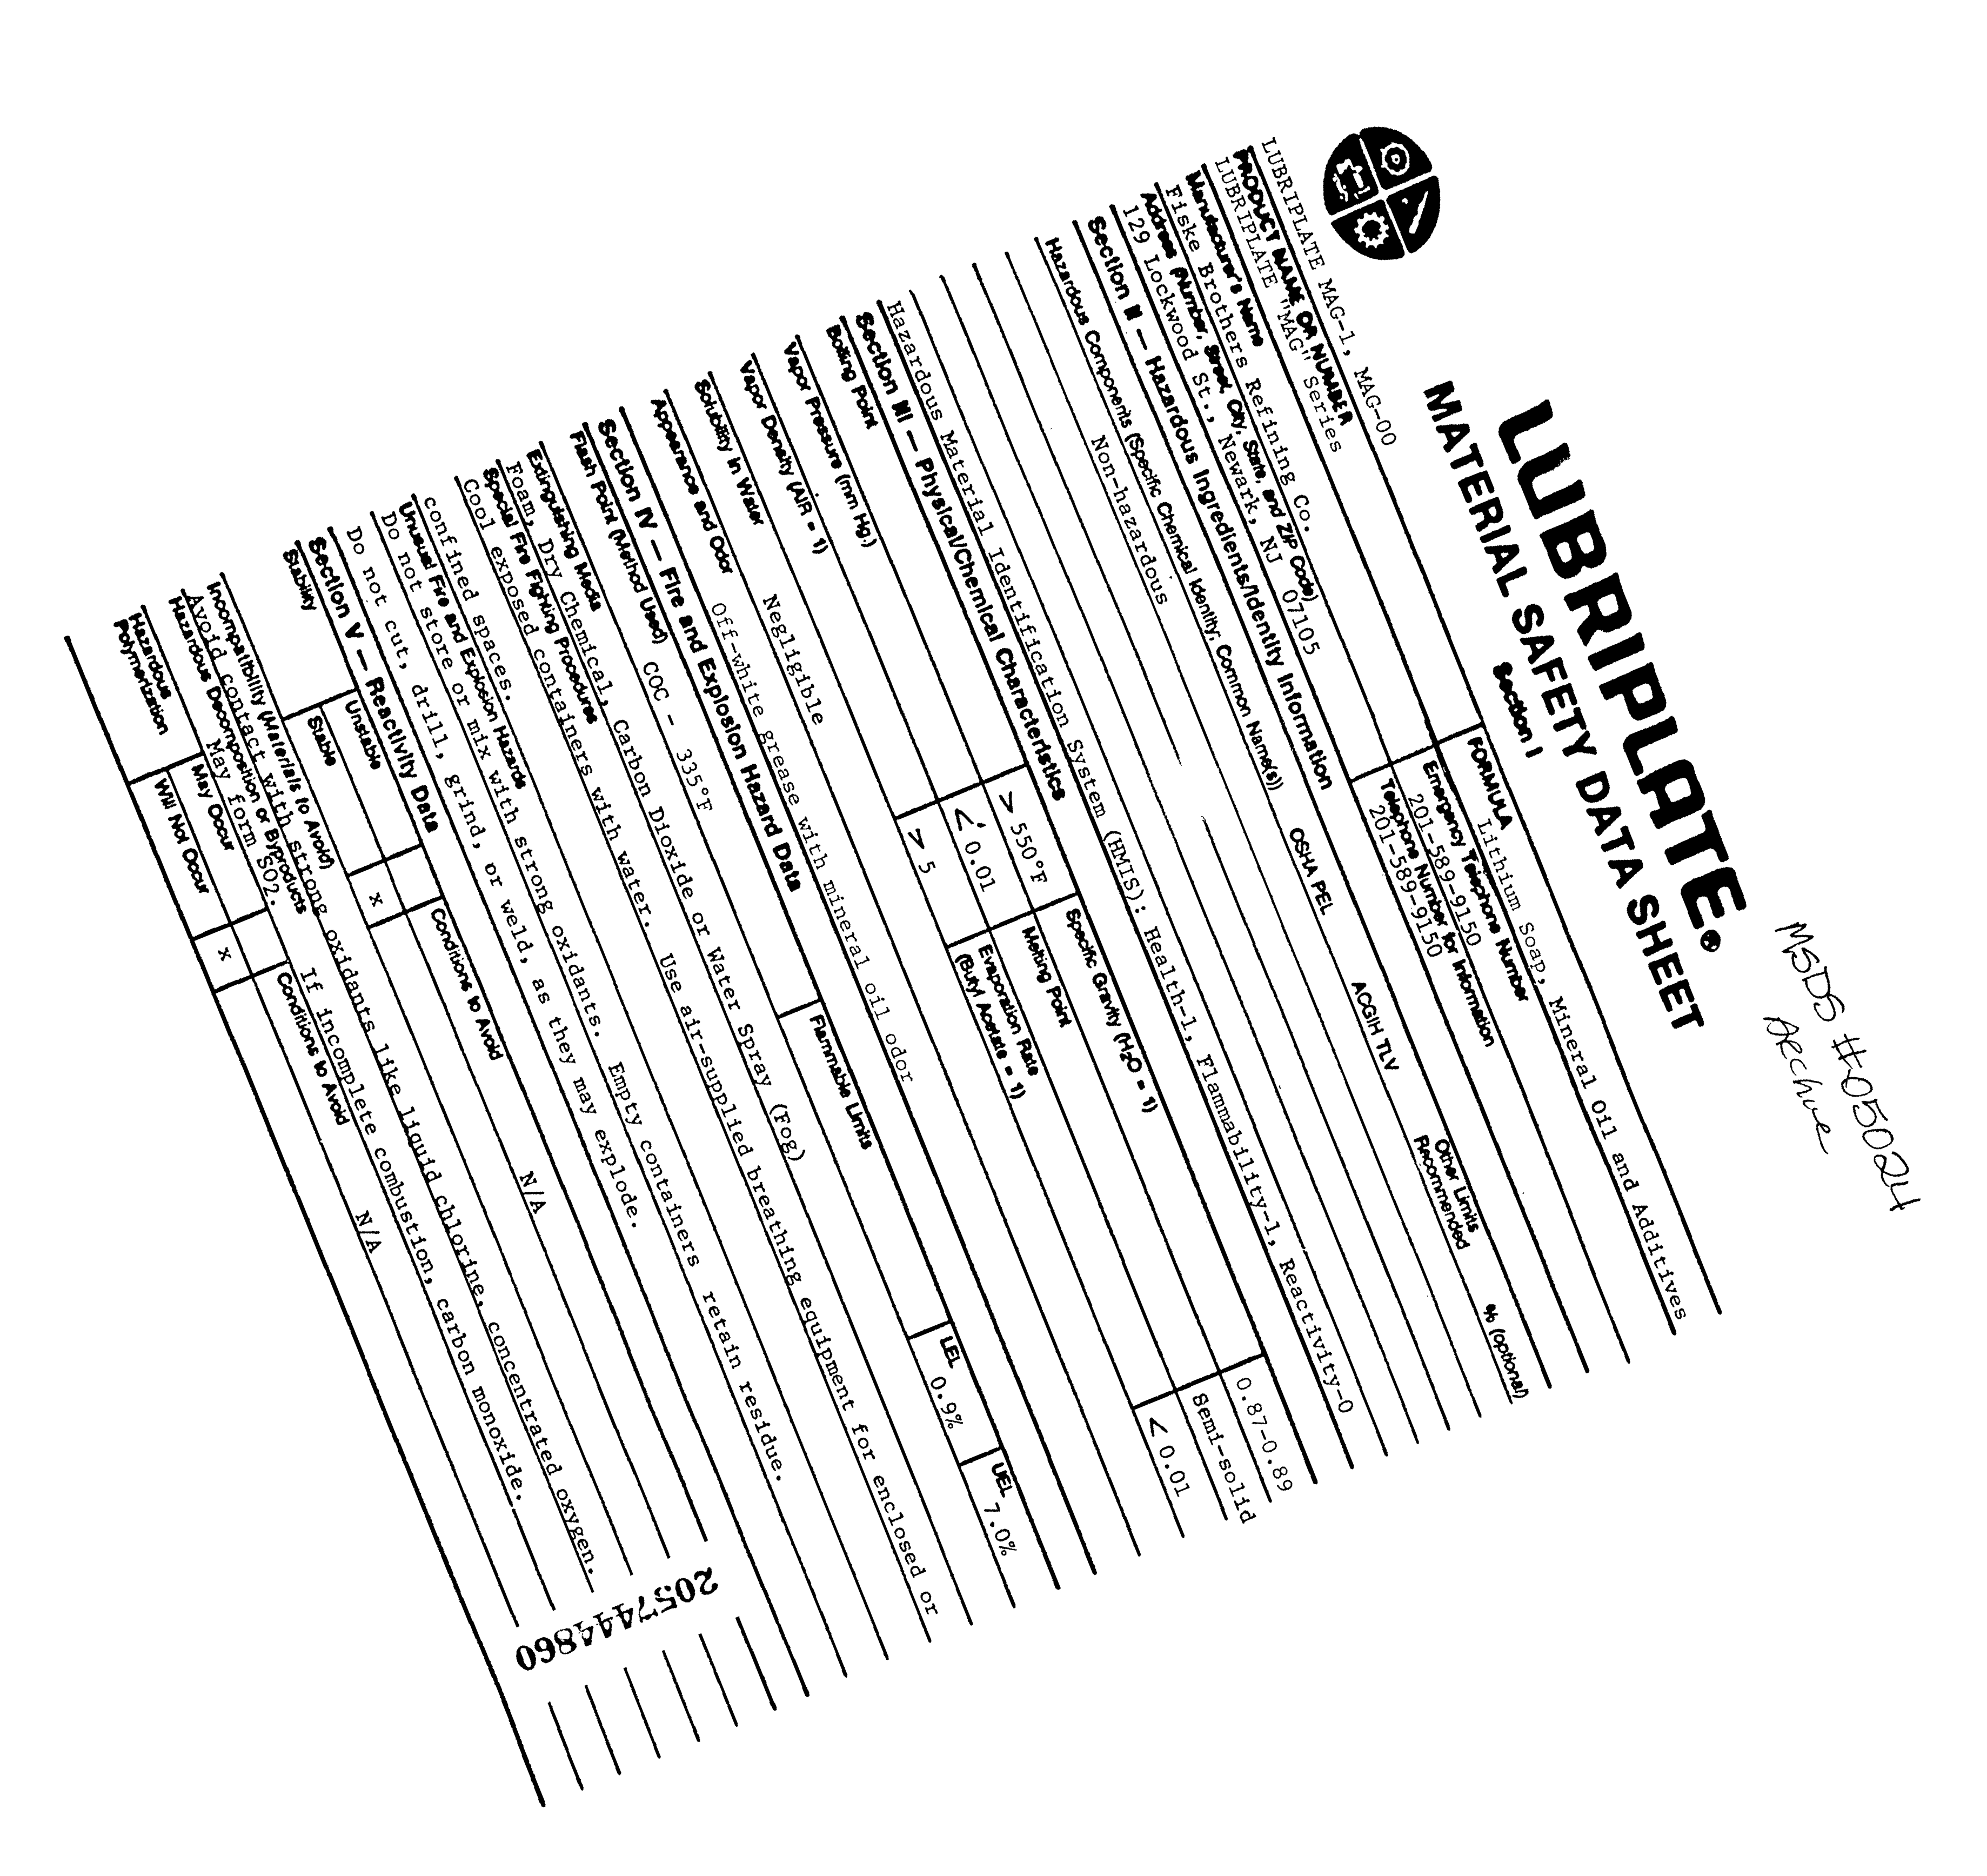 MSDS #05024
Archive
LUBRIPLATE®
MATERIAL SAFETY DATA SHEET
Section I
LUBRIPLATE MAG-1, MAG-00
PRODUCT NAME OR NUMBER
LUBRIPLATE "MAG" Series
FORMULA
Lithium Soap, Mineral Oil and Additives
Manufacturer's Name
Fiske Brothers Refining Co.
Emergency Telephone Number
201-589-9150
Address (Number, Street, City, State, and ZIP Code)
129 Lockwood St., Newark, NJ 07105
Telephone Number for Information
201-589-9150
Section II — Hazardous Ingredients/Identity Information
Hazardous Components (Specific Chemical Identity; Common Name(s)) OSHA PEL ACGIH TLV Other Limits Recommended % (optional)
Non-hazardous
Hazardous Material Identification System (HMIS): Health-1, Flammability-1, Reactivity-0
Section III — Physical/Chemical Characteristics
Boiling Point > 550°F Specific Gravity (H2O = 1) 0.87-0.89
Vapor Pressure (mm Hg.) < 0.01 Melting Point Semi-solid
Vapor Density (AIR = 1) > 5 Evaporation Rate (Butyl Acetate = 1) < 0.01
Solubility in Water Negligible
Appearance and Odor Off-white grease with mineral oil odor
Section IV — Fire and Explosion Hazard Data
Flash Point (Method Used) COC - 335°F Flammable Limits LEL 0.9% UEL 7.0%
Extinguishing Media
Foam, Dry Chemical, Carbon Dioxide or Water Spray (Fog)
Special Fire Fighting Procedures
Cool exposed containers with water. Use air-supplied breathing equipment for enclosed or
confined spaces.
Unusual Fire and Explosion Hazards
Do not store or mix with strong oxidants. Empty containers retain residue.
Do not cut, drill, grind, or weld, as they may explode.
Section V — Reactivity Data
Stability Unstable Conditions to Avoid
Stable x N/A
Incompatibility (Materials to Avoid)
Avoid contact with strong oxidants like liquid chlorine, concentrated oxygen.
Hazardous Decomposition or Byproducts
May form SO2. If incomplete combustion, carbon monoxide.
Hazardous Polymerization May Occur Conditions to Avoid
Will Not Occur x N/A
2057444860